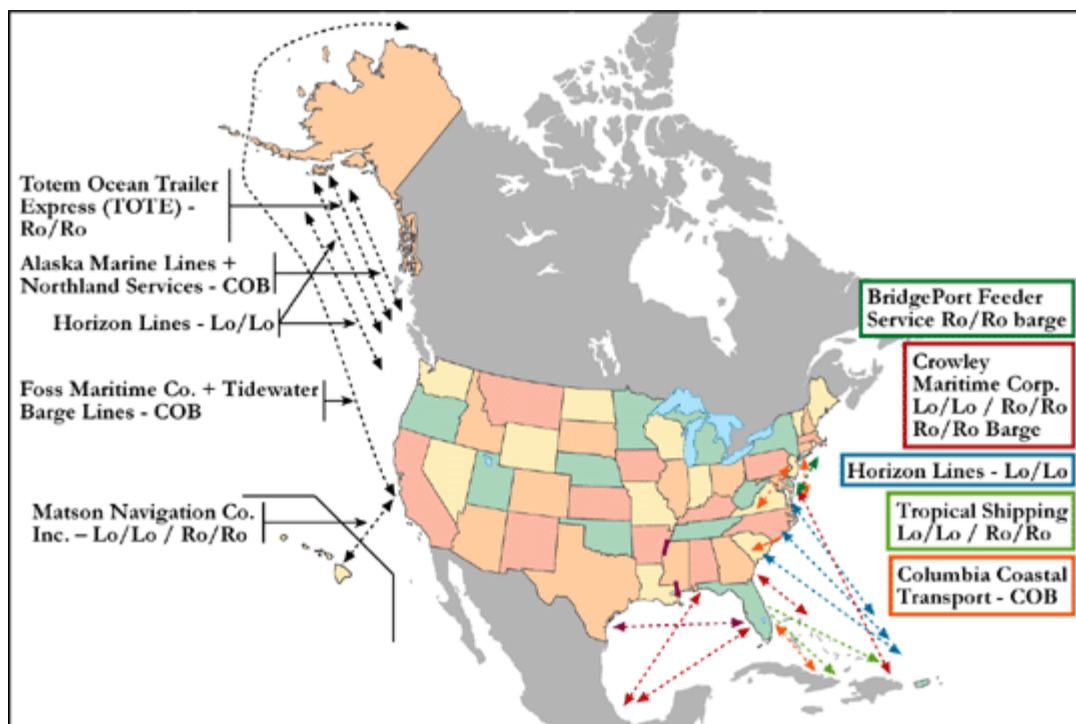 Totem Ocean Trailer
Express (TOTE) -
Ro/Ro
Alaska Marine Lines +
Northland Services - COB
Horizon Lines - Lo/Lo
Foss Maritime Co. + Tidewater
Barge Lines - COB
Matson Navigation Co.
Inc. – Lo/Lo / Ro/Ro
BridgePort Feeder
Service Ro/Ro barge
Crowley
Maritime Corp.
Lo/Lo / Ro/Ro
Ro/Ro Barge
Horizon Lines - Lo/Lo
Tropical Shipping
Lo/Lo / Ro/Ro
Columbia Coastal
Transport - COB